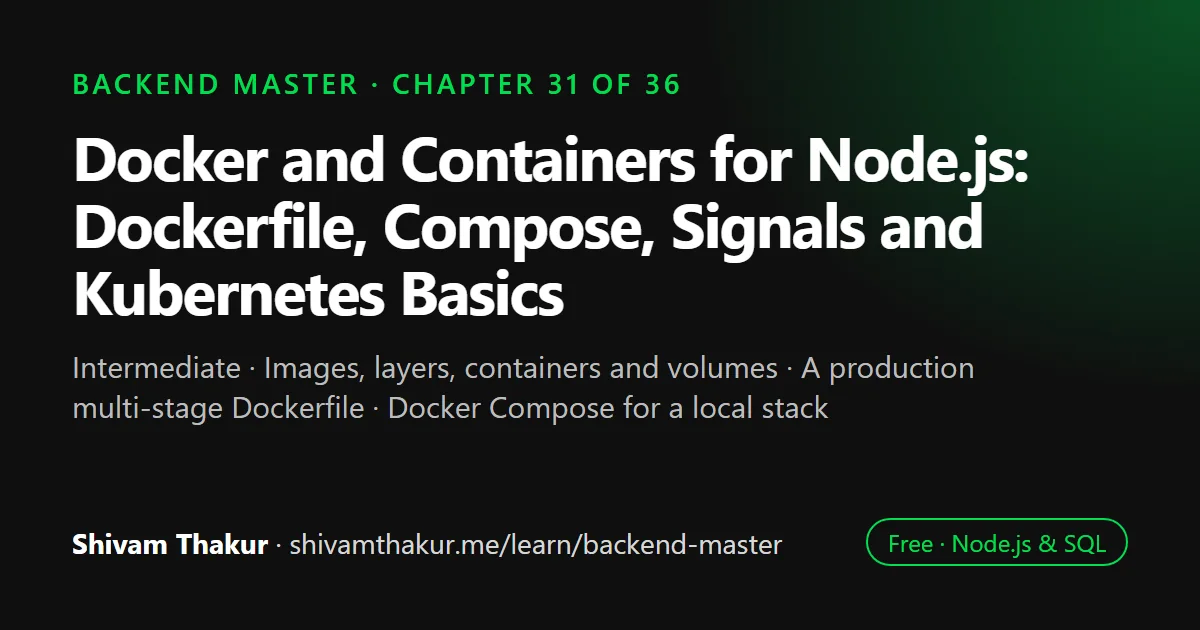 BACKEND MASTER · CHAPTER 31 OF 36
Docker and Containers for Node.js:
Dockerfile, Compose, Signals and
Kubernetes Basics
Intermediate · Images, layers, containers and volumes · A production
multi-stage Dockerfile · Docker Compose for a local stack
Shivam Thakur · shivamthakur.me/learn/backend-master
Free · Node.js & SQL